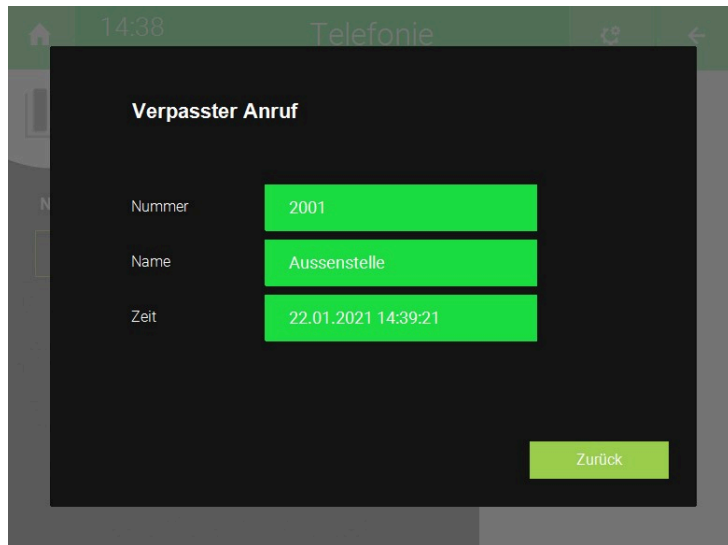 14:38 Telefonie
Verpasster Anruf
N
Nummer 2001
Name Aussenstelle
Zeit 22.01.2021 14:39:21
Zurück